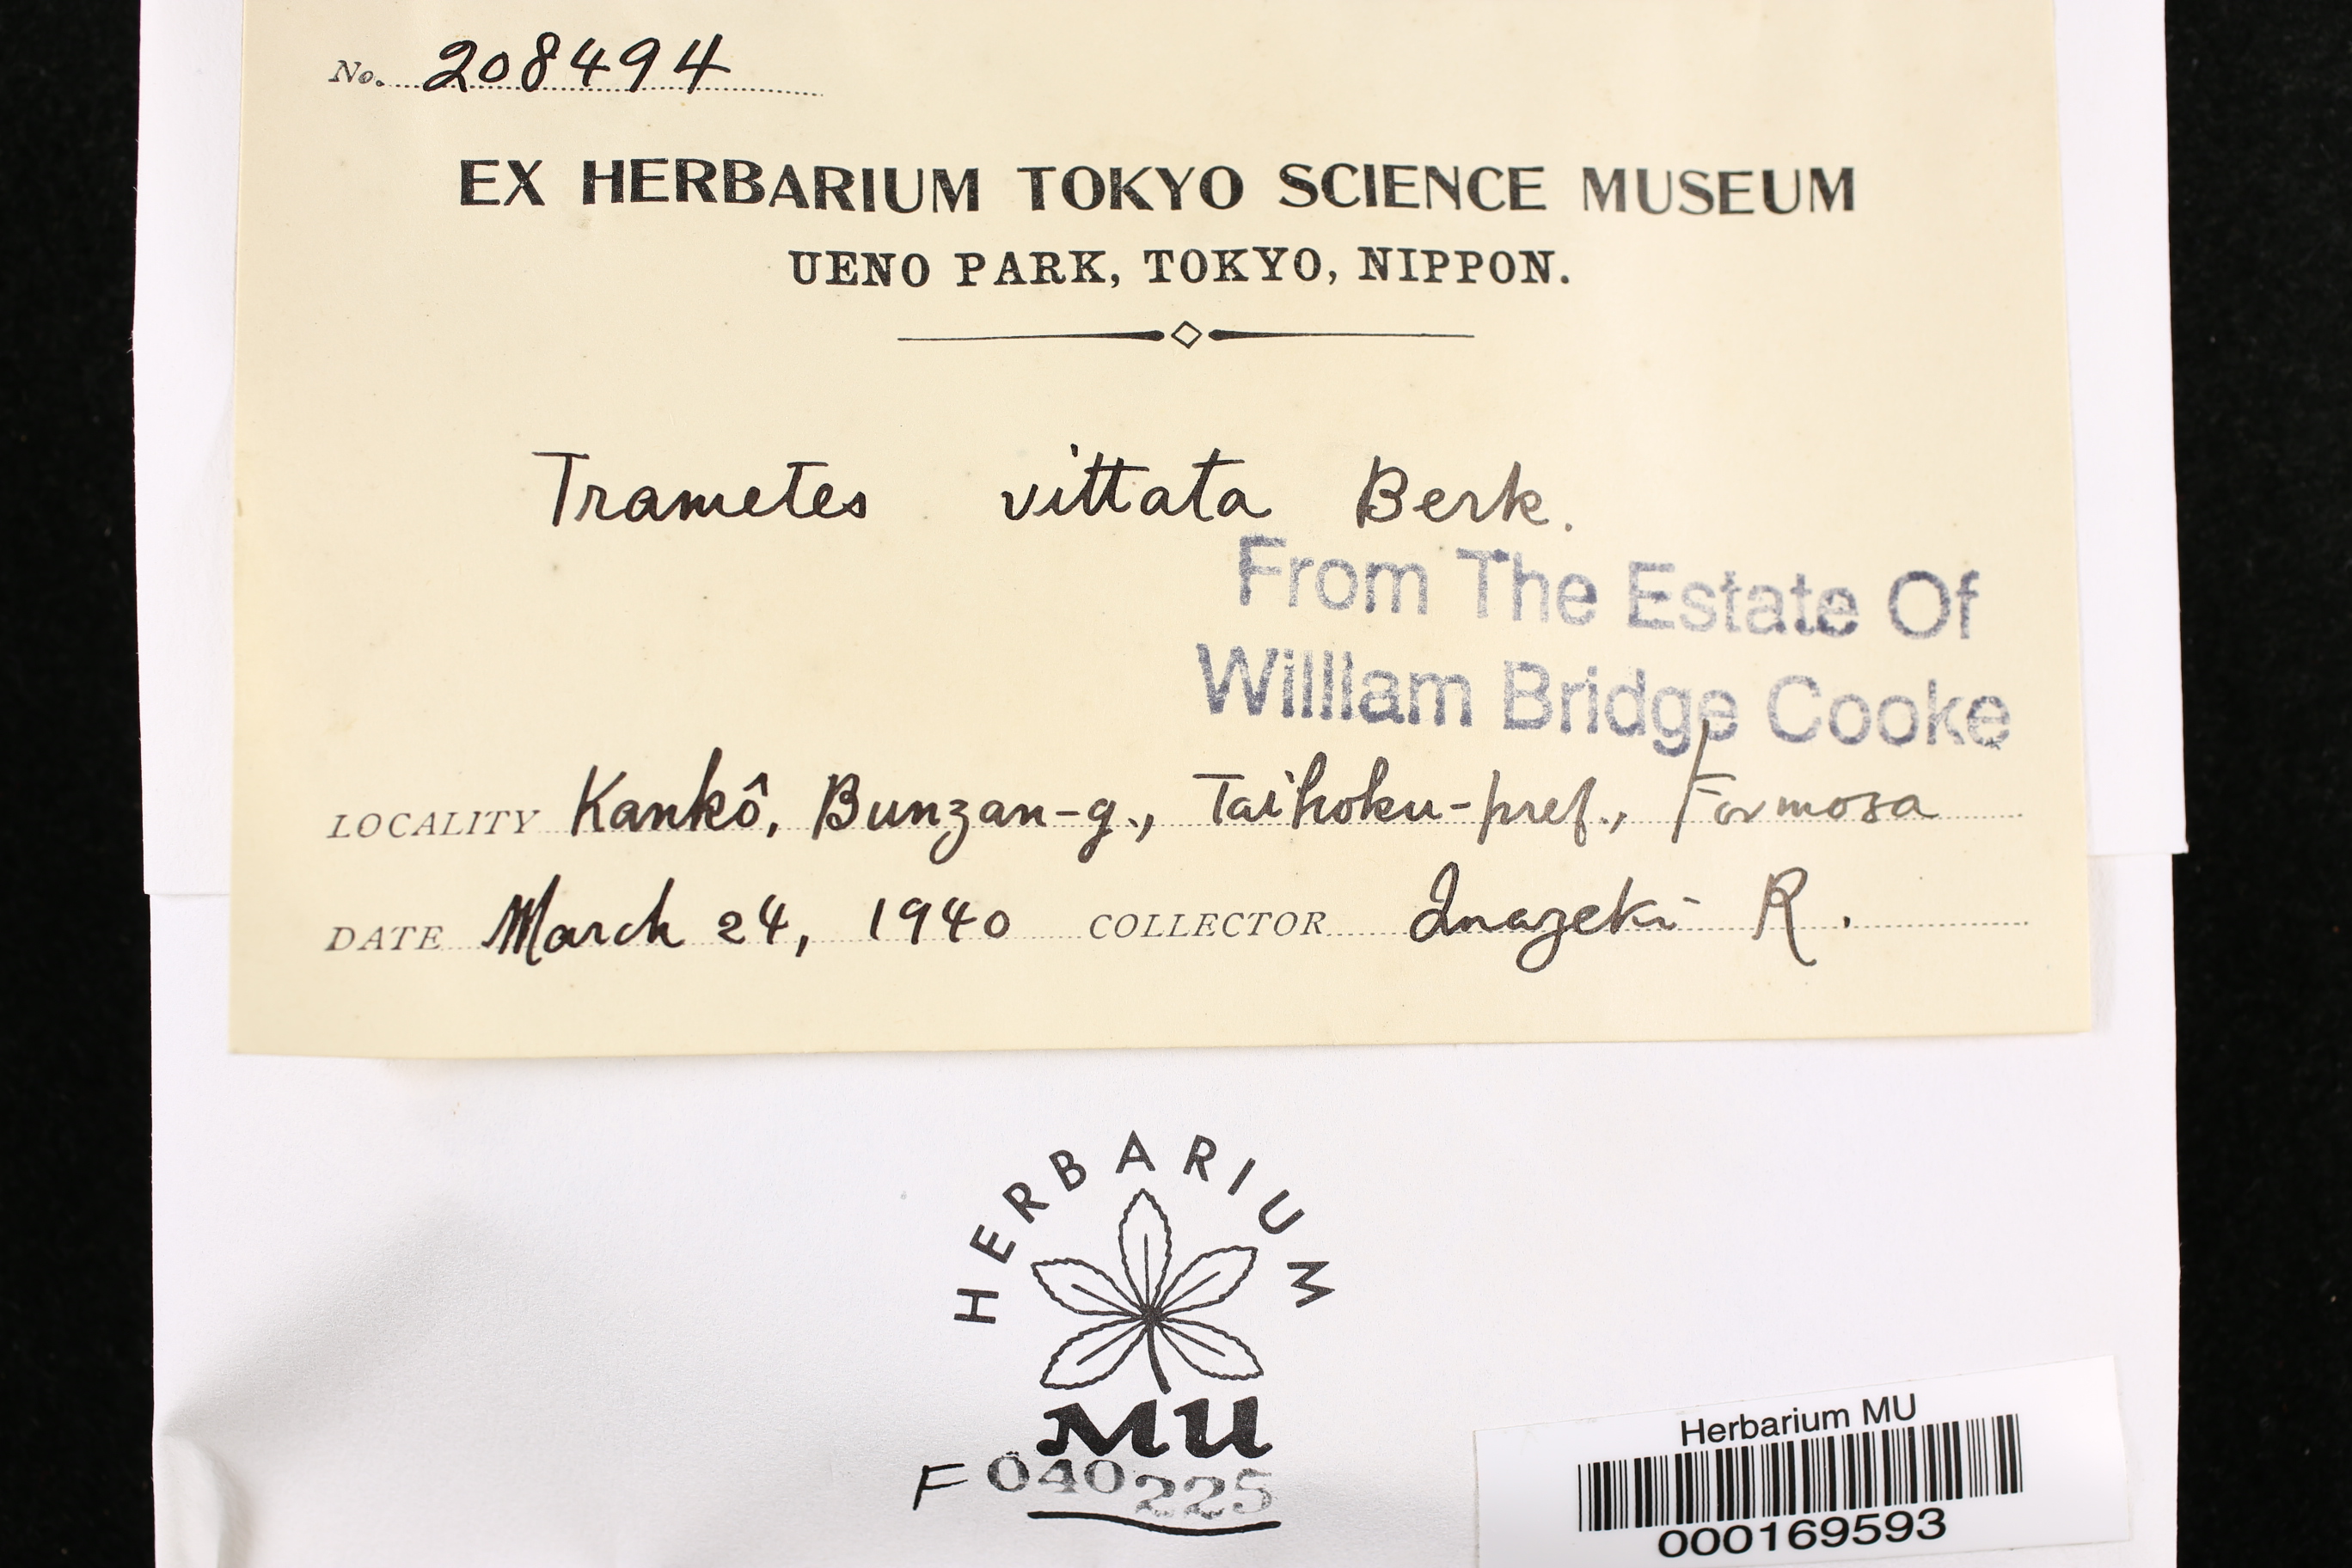 No. 208494
EX HERBARIUM TOKYO SCIENCE MUSEUM
UENO PARK, TOKYO, NIPPON.
Trametes vittata Berk.
From The Estate Of
William Bridge Cooke
LOCALITY Kankô, Bunzan-g., Taihoku-pref., Formosa
DATE March 24, 1940 COLLECTOR Imazeki R.
HERBARIUM
MU
F 040225
Herbarium MU
000169593